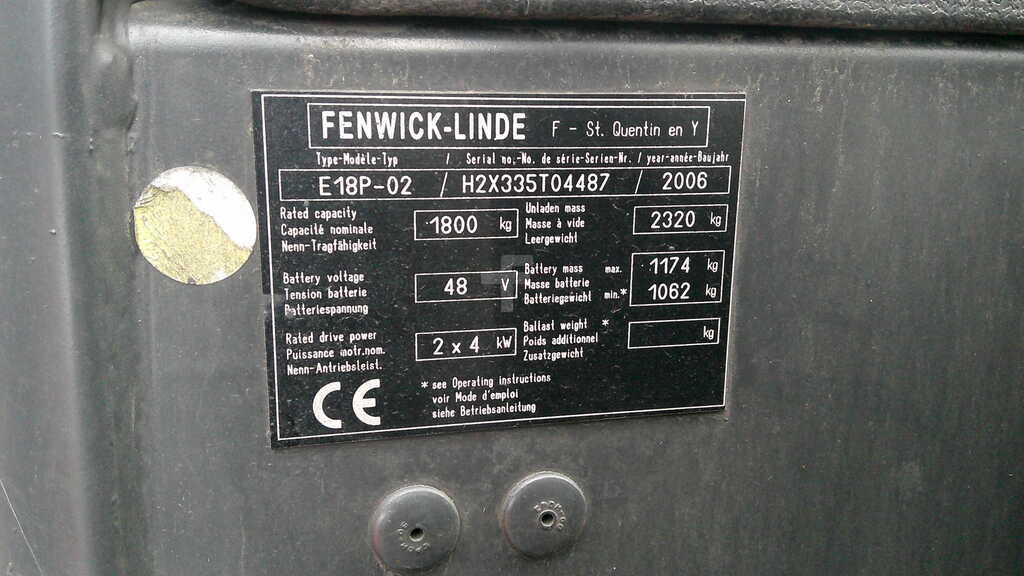 FENWICK-LINDE F - St. Quentin en Y
Type-Modèle-Typ / Serial no.-No. de série-Serien-Nr. / year-année-Baujahr
E18P-02 / H2X335T04487 / 2006
Rated capacity
Capacité nominale
Nenn-Tragfähigkeit
1800 kg
Unladen mass
Masse à vide
Leergewicht
2320 kg
Battery voltage
Tension batterie
Batteriespannung
48 V
Battery mass max.
Masse batterie
Batteriegewicht min.*
1174 kg
1062 kg
Rated drive power
Puissance motr.nom.
Nenn-Antriebsleist.
2 x 4 kW
Ballast weight *
Poids additionnel
Zusatzgewicht
kg
CE
* see Operating instructions
voir Mode d'emploi
siehe Betriebsanleitung